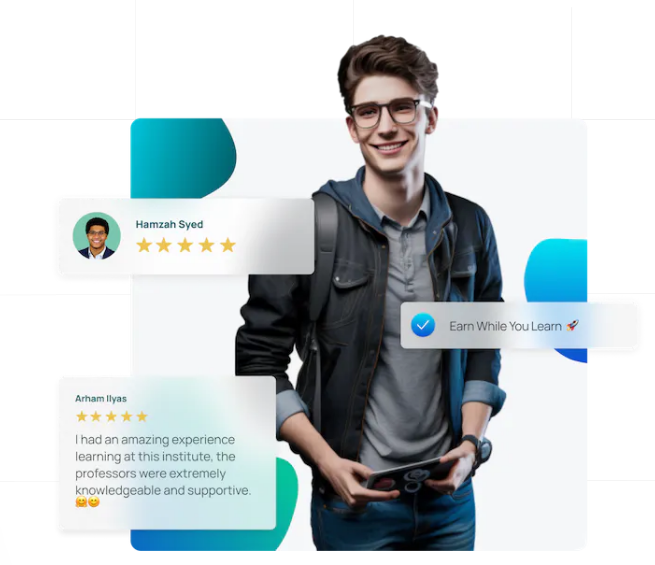 Hamzah Syed
Earn While You Learn 🚀
Arham Ilyas
I had an amazing experience
learning at this institute, the
professors were extremely
knowledgeable and supportive.
🤗😊